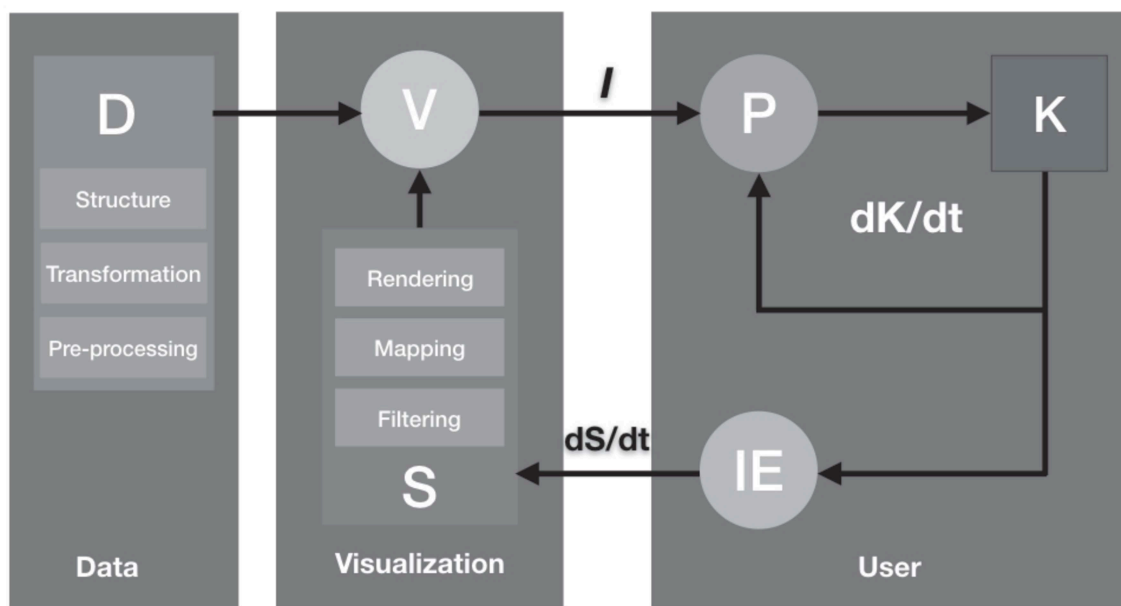 D
Structure
Transformation
Pre-processing
Data
V
Rendering
Mapping
Filtering
S
Visualization
I
dS/dt
P
K
dK/dt
IE
User